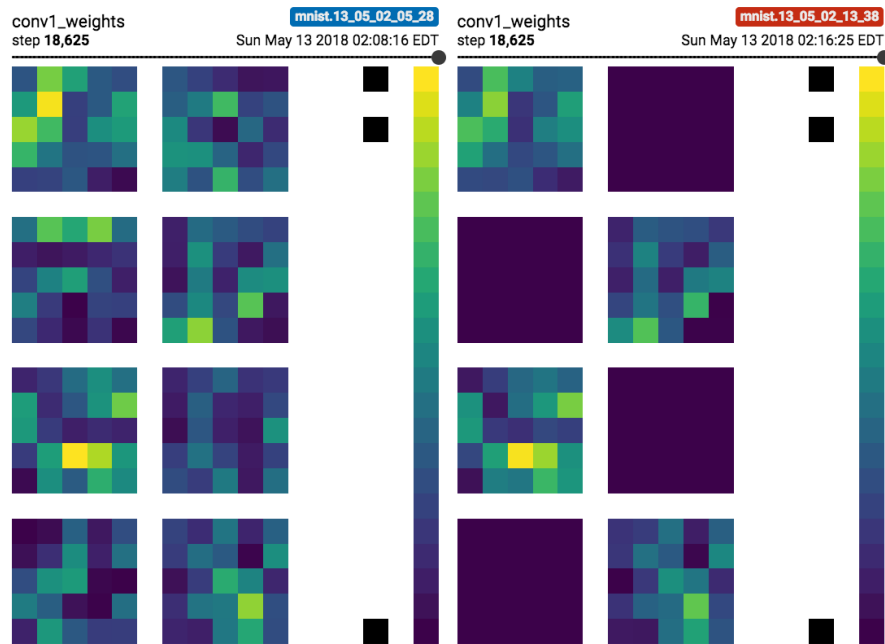 conv1_weights
mnist.13_05_02_05_28
step 18,625
Sun May 13 2018 02:08:16 EDT
conv1_weights
mnist.13_05_02_13_38
step 18,625
Sun May 13 2018 02:16:25 EDT